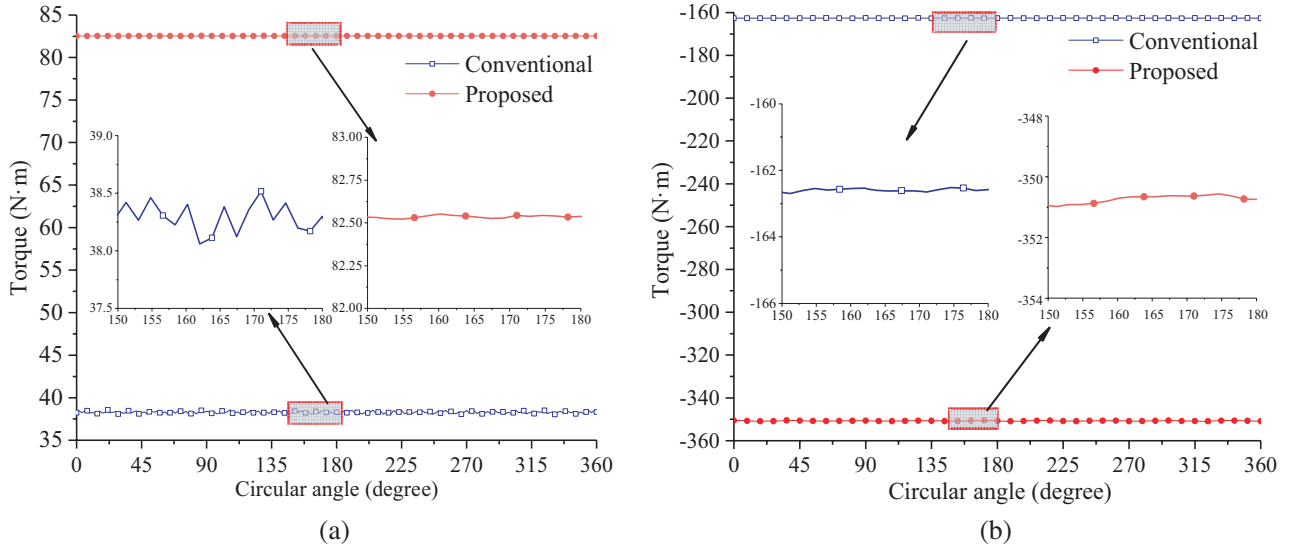 85
80
75
70
65
60
55
50
45
40
35
Torque (N·m)
Conventional
Proposed
39.0
38.5
38.0
37.5
150 155 160 165 170 175 180
83.00
82.75
82.50
82.25
82.00
150 155 160 165 170 175 180
0 45 90 135 180 225 270 315 360
Circular angle (degree)
(a)
-160
-180
-200
-220
-240
-260
-280
-300
-320
-340
-360
Torque (N·m)
Conventional
Proposed
-160
-162
-164
-166
150 155 160 165 170 175 180
-348
-350
-352
-354
150 155 160 165 170 175 180
0 45 90 135 180 225 270 315 360
Circular angle (degree)
(b)